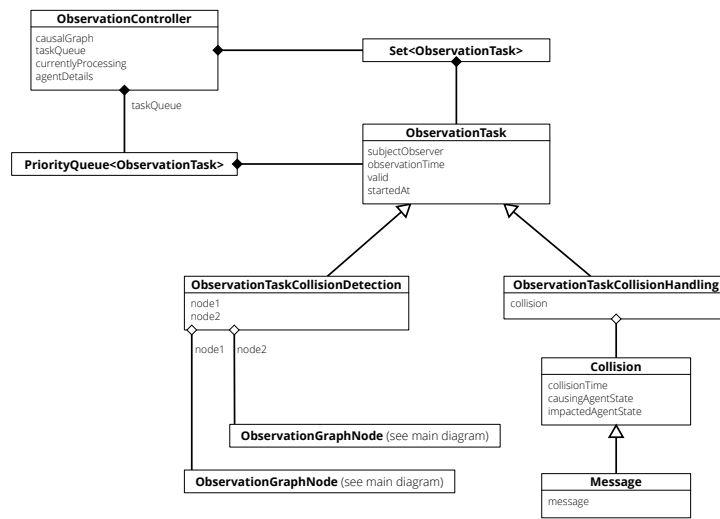 ObservationController
causalGraph
taskQueue
currentlyProcessing
agentDetails
Set<ObservationTask>
taskQueue
PriorityQueue<ObservationTask>
ObservationTask
subjectObserver
observationTime
valid
startedAt
ObservationTaskCollisionDetection
node1
node2
ObservationTaskCollisionHandling
collision
node1
node2
Collision
collisionTime
causingAgentState
impactedAgentState
ObservationGraphNode (see main diagram)
ObservationGraphNode (see main diagram)
Message
message